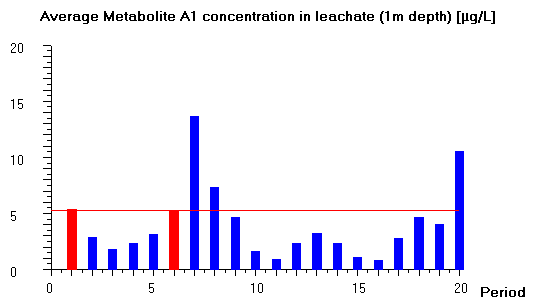 Average Metabolite A1 concentration in leachate (1m depth) [µg/L]
20
15
10
5
0
0 5 10 15 20
Period